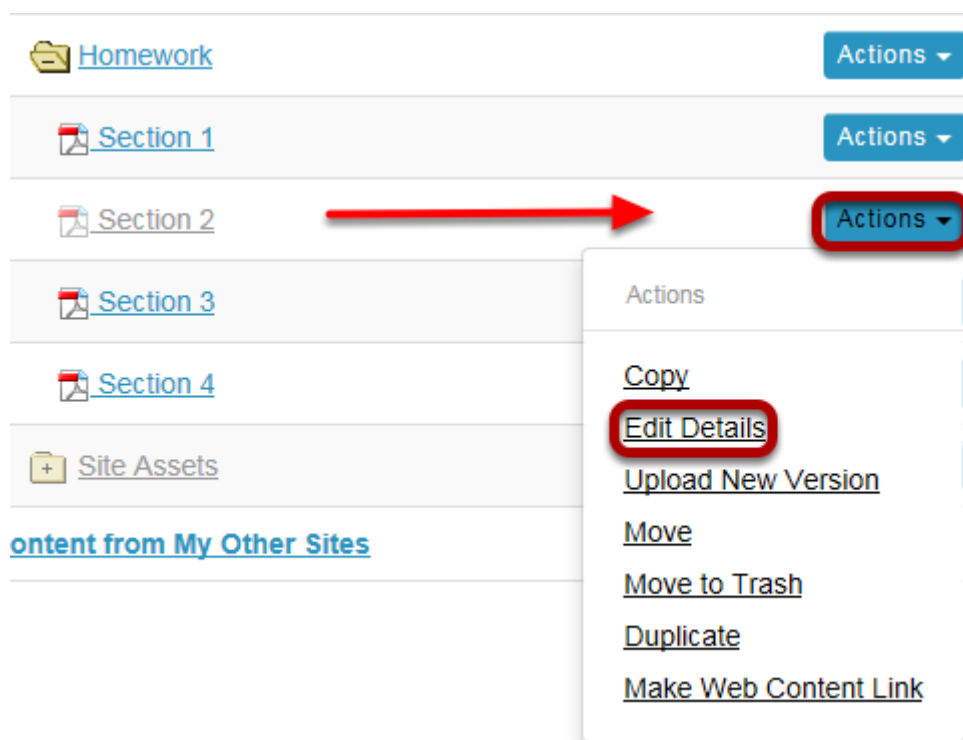 Homework Actions
Section 1 Actions
Section 2 Actions
Section 3
Section 4
Site Assets
ontent from My Other Sites
Actions
Copy
Edit Details
Upload New Version
Move
Move to Trash
Duplicate
Make Web Content Link